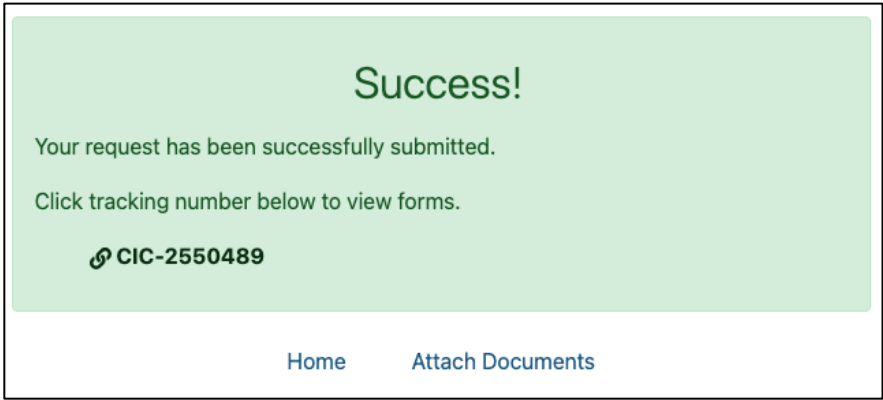 Success!
Your request has been successfully submitted.
Click tracking number below to view forms.
CIC-2550489
Home Attach Documents